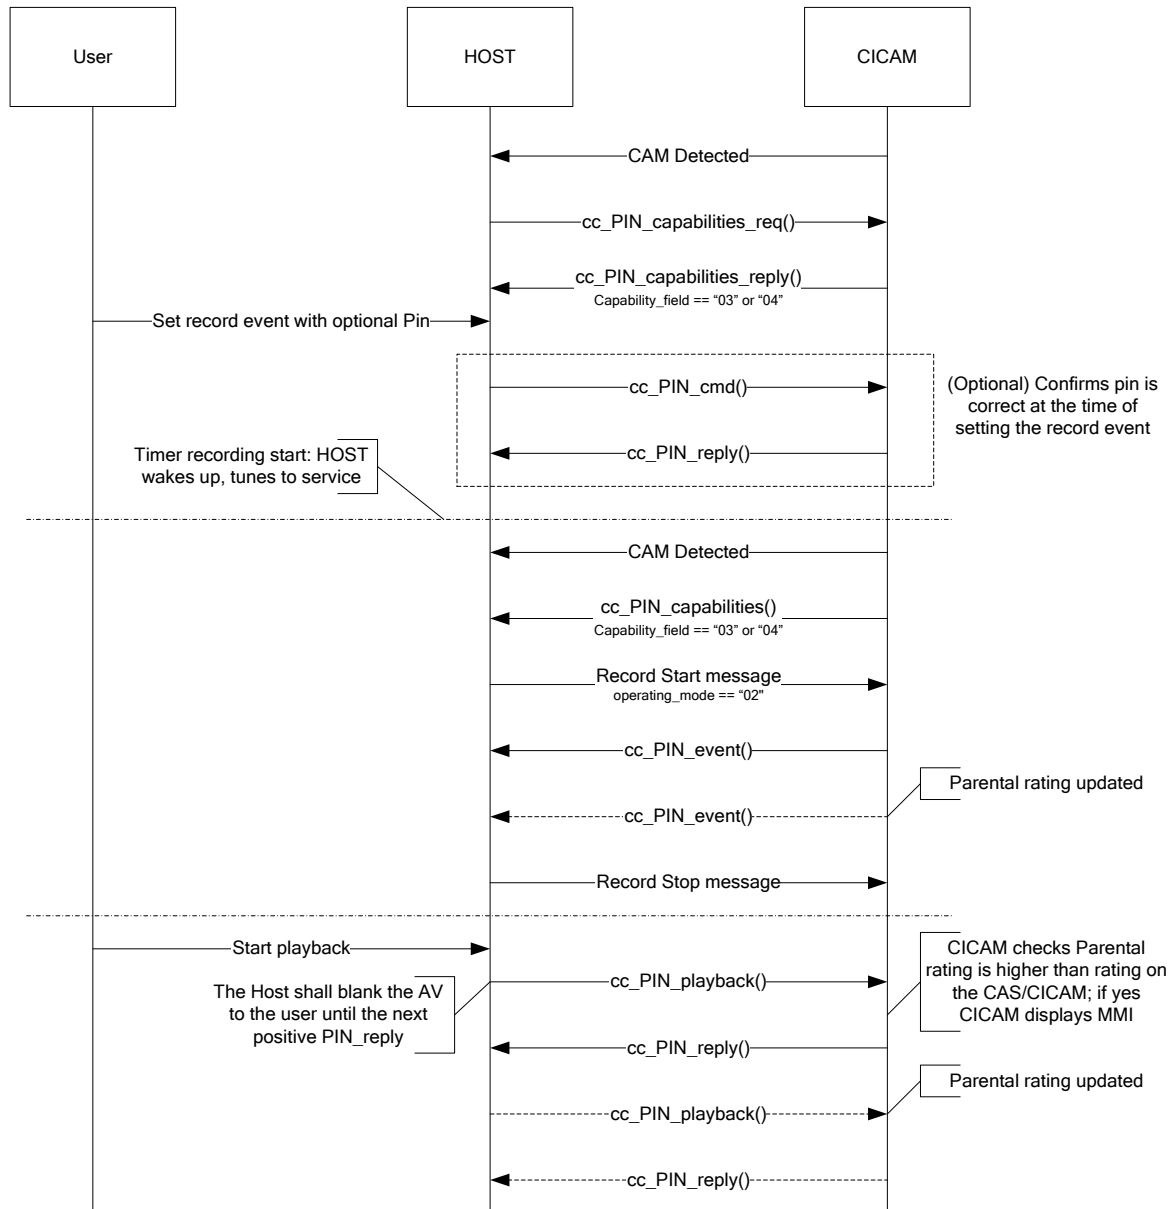 User
HOST
CICAM
CAM Detected
cc_PIN_capabilities_req()
cc_PIN_capabilities_reply()
Capability_field == “03” or “04”
Set record event with optional Pin
cc_PIN_cmd()
(Optional) Confirms pin is
correct at the time of
setting the record event
cc_PIN_reply()
Timer recording start: HOST
wakes up, tunes to service
CAM Detected
cc_PIN_capabilities()
Capability_field == “03” or “04”
Record Start message
operating_mode == “02"
cc_PIN_event()
Parental rating updated
cc_PIN_event()
Record Stop message
Start playback
CICAM checks Parental
rating is higher than rating on
the CAS/CICAM; if yes
CICAM displays MMI
cc_PIN_playback()
The Host shall blank the AV
to the user until the next
positive PIN_reply
cc_PIN_reply()
Parental rating updated
cc_PIN_playback()
cc_PIN_reply()